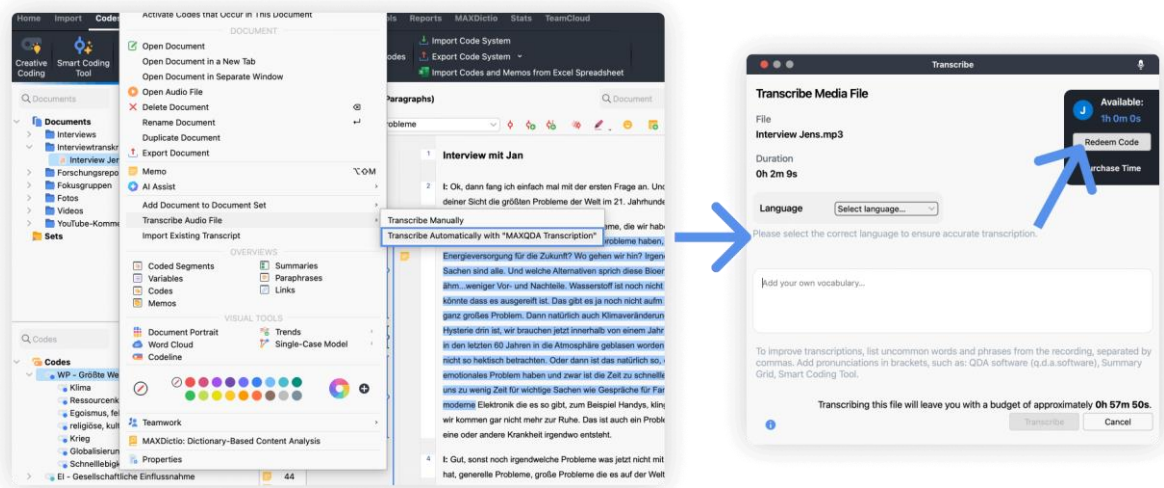 Home Import Codes
ls Reports MAXDictio Stats TeamCloud
Creative
Coding
Smart Coding
Tool
odes
Import Code System
Export Code System
Import Codes and Memos from Excel Spreadsheet
Documents
Documents
Interviews
Interviewtranskr
Interview Jen
Forschungsrepo
Fokusgruppen
Fotos
Videos
YouTube-Komme
Sets
Codes
Codes
WP - Größte We
Klima
Ressourcenk
Egoismus, fe
religiöse, kult
Krieg
Globalisierun
Schnelllebigk
EI - Gesellschaftliche Einflussnahme
44
Activate Codes that Occur in This Document
DOCUMENT
Open Document
Open Document in a New Tab
Open Document in Separate Window
Open Audio File
Delete Document
Rename Document
Duplicate Document
Export Document
Memo
AI Assist
Add Document to Document Set
Transcribe Audio File
Import Existing Transcript
OVERVIEWS
Coded Segments
Summaries
Variables
Paraphrases
Codes
Links
Memos
VISUAL TOOLS
Document Portrait
Trends
Word Cloud
Single-Case Model
Codeline
Teamwork
MAXDictio: Dictionary-Based Content Analysis
Properties
Transcribe Manually
Transcribe Automatically with "MAXQDA Transcription"
Paragraphs)
Document
robleme
1 Interview mit Jan
2 I: Ok, dann fang ich einfach mal mit der ersten Frage an. Und
deiner Sicht die größten Probleme der Welt im 21. Jahrhunde
eme, die wir habe
robleme haben,
Energieversorgung für die Zukunft? Wo gehen wir hin? Irgen
Sachen sind alle. Und welche Alternativen sprich diese Bioen
ähm...weniger Vor- und Nachteile. Wasserstoff ist noch nicht
könnte dass es ausgereift ist. Das gibt es ja noch nicht aufm
ganz großes Problem. Dann natürlich auch Klimaveränderun
Hysterie drin ist, wir brauchen jetzt innerhalb von einem Jahr
in den letzten 60 Jahren in die Atmosphäre geblasen worden
nicht so hektisch betrachten. Oder dann ist das natürlich so,
emotionales Problem haben und zwar ist die Zeit zu schnelle
uns zu wenig Zeit für wichtige Sachen wie Gespräche für Fam
moderne Elektronik die es so gibt, zum Beispiel Handys, kling
wir kommen gar nicht mehr zur Ruhe. Das ist auch ein Proble
eine oder andere Krankheit irgendwo entsteht.
4 I: Gut, sonst noch irgendwelche Probleme was jetzt nicht mit
hat, generelle Probleme, große Probleme die es auf der Welt
Transcribe
Transcribe Media File
File
Interview Jens.mp3
Duration
0h 2m 9s
J
Available:
1h 0m 0s
Redeem Code
urchase Time
Language
Select language...
Please select the correct language to ensure accurate transcription.
Add your own vocabulary...
To improve transcriptions, list uncommon words and phrases from the recording, separated by
commas. Add pronunciations in brackets, such as: QDA software (q.d.a.software), Summary
Grid, Smart Coding Tool.
Transcribing this file will leave you with a budget of approximately 0h 57m 50s.
Transcribe
Cancel